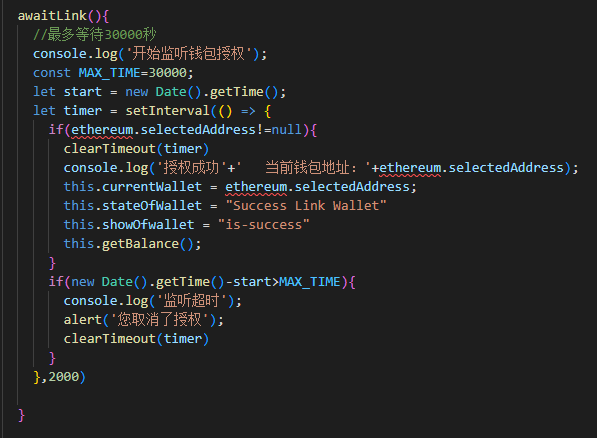 awaitLink(){
//最多等待30000秒
console.log('开始监听钱包授权');
const MAX_TIME=30000;
let start = new Date().getTime();
let timer = setInterval(() => {
if(ethereum.selectedAddress!=null){
clearTimeout(timer)
console.log('授权成功'+'   当前钱包地址：'+ethereum.selectedAddress);
this.currentWallet = ethereum.selectedAddress;
this.stateOfWallet = "Success Link Wallet"
this.showOfwallet = "is-success"
this.getBalance();
}
if(new Date().getTime()-start>MAX_TIME){
console.log('监听超时');
alert('您取消了授权');
clearTimeout(timer)
}
},2000)
}